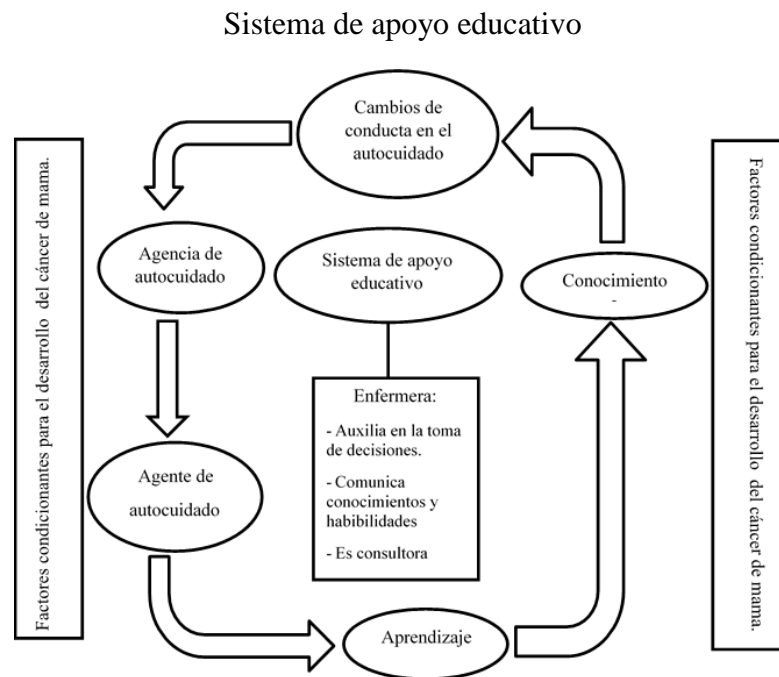 Sistema de apoyo educativo
Cambios de
conducta en el
autocuidado
Factores condicionantes para el desarrollo del cáncer de mama.
Agencia de
autocuidado
Sistema de apoyo
educativo
Conocimiento
-
Factores condicionantes para el desarrollo del cáncer de mama.
Enfermera:
- Auxilia en la toma
de decisiones.
- Comunica
conocimientos y
habibilidades
- Es consultora
Agente de
autocuidado
Aprendizaje